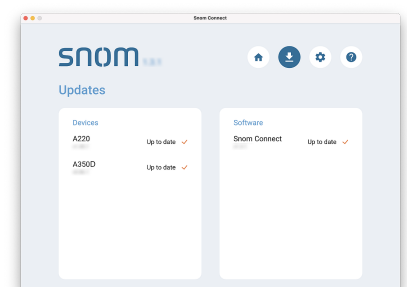 Snom Connect
snom
Updates
Devices
A220
Up to date
A350D
Up to date
Software
Snom Connect
Up to date